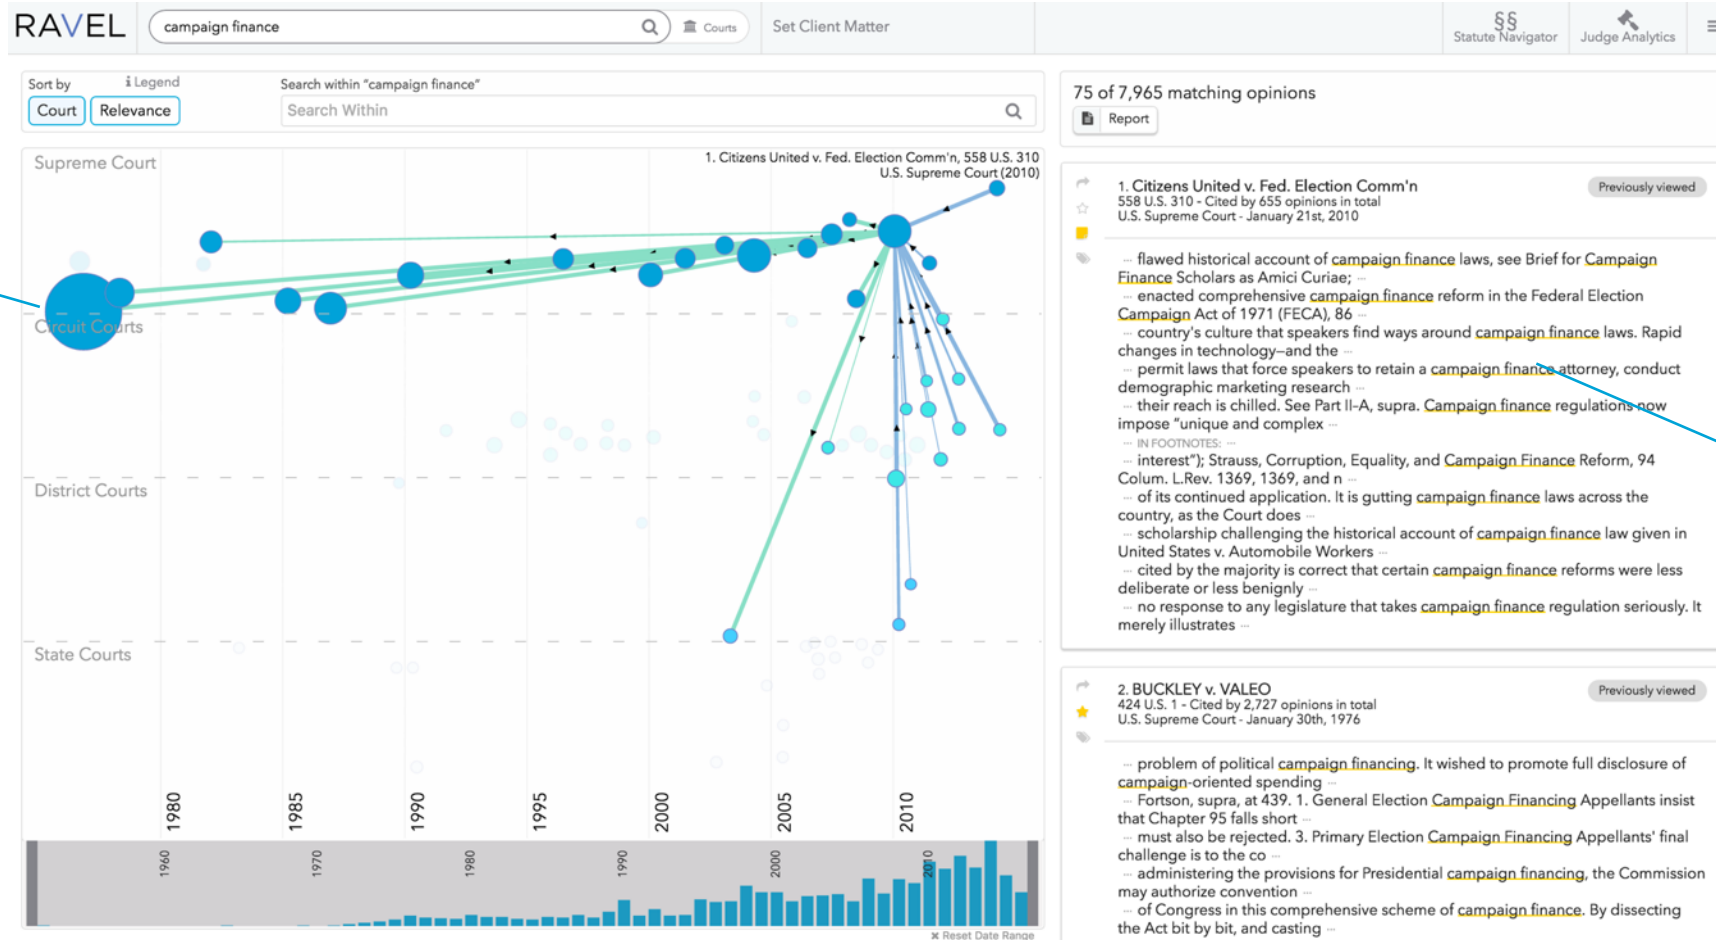 RAVEL
campaign finance
Courts
Set Client Matter
§§
Statute Navigator
Judge Analytics
Sort by
i Legend
Court
Relevance
Search within "campaign finance"
Search Within
75 of 7,965 matching opinions
Report
Supreme Court
1. Citizens United v. Fed. Election Comm'n, 558 U.S. 310
U.S. Supreme Court (2010)
Circuit Courts
District Courts
State Courts
1980
1985
1990
1995
2000
2005
2010
1960
1970
1980
1990
2000
2010
× Reset Date Range
1. Citizens United v. Fed. Election Comm'n
Previously viewed
558 U.S. 310 - Cited by 655 opinions in total
U.S. Supreme Court - January 21st, 2010
··· flawed historical account of campaign finance laws, see Brief for Campaign
Finance Scholars as Amici Curiae; ···
··· enacted comprehensive campaign finance reform in the Federal Election
Campaign Act of 1971 (FECA), 86 ···
··· country's culture that speakers find ways around campaign finance laws. Rapid
changes in technology—and the ···
··· permit laws that force speakers to retain a campaign finance attorney, conduct
demographic marketing research ···
··· their reach is chilled. See Part II-A, supra. Campaign finance regulations now
impose "unique and complex ···
··· IN FOOTNOTES: ···
··· interest"); Strauss, Corruption, Equality, and Campaign Finance Reform, 94
Colum. L.Rev. 1369, 1369, and n ···
··· of its continued application. It is gutting campaign finance laws across the
country, as the Court does ···
··· scholarship challenging the historical account of campaign finance law given in
United States v. Automobile Workers ···
··· cited by the majority is correct that certain campaign finance reforms were less
deliberate or less benignly ···
··· no response to any legislature that takes campaign finance regulation seriously. It
merely illustrates ···
2. BUCKLEY v. VALEO
Previously viewed
424 U.S. 1 - Cited by 2,727 opinions in total
U.S. Supreme Court - January 30th, 1976
··· problem of political campaign financing. It wished to promote full disclosure of
campaign-oriented spending ···
··· Fortson, supra, at 439. 1. General Election Campaign Financing Appellants insist
that Chapter 95 falls short ···
··· must also be rejected. 3. Primary Election Campaign Financing Appellants' final
challenge is to the co ···
··· administering the provisions for Presidential campaign financing, the Commission
may authorize convention ···
··· of Congress in this comprehensive scheme of campaign finance. By dissecting
the Act bit by bit, and casting ···